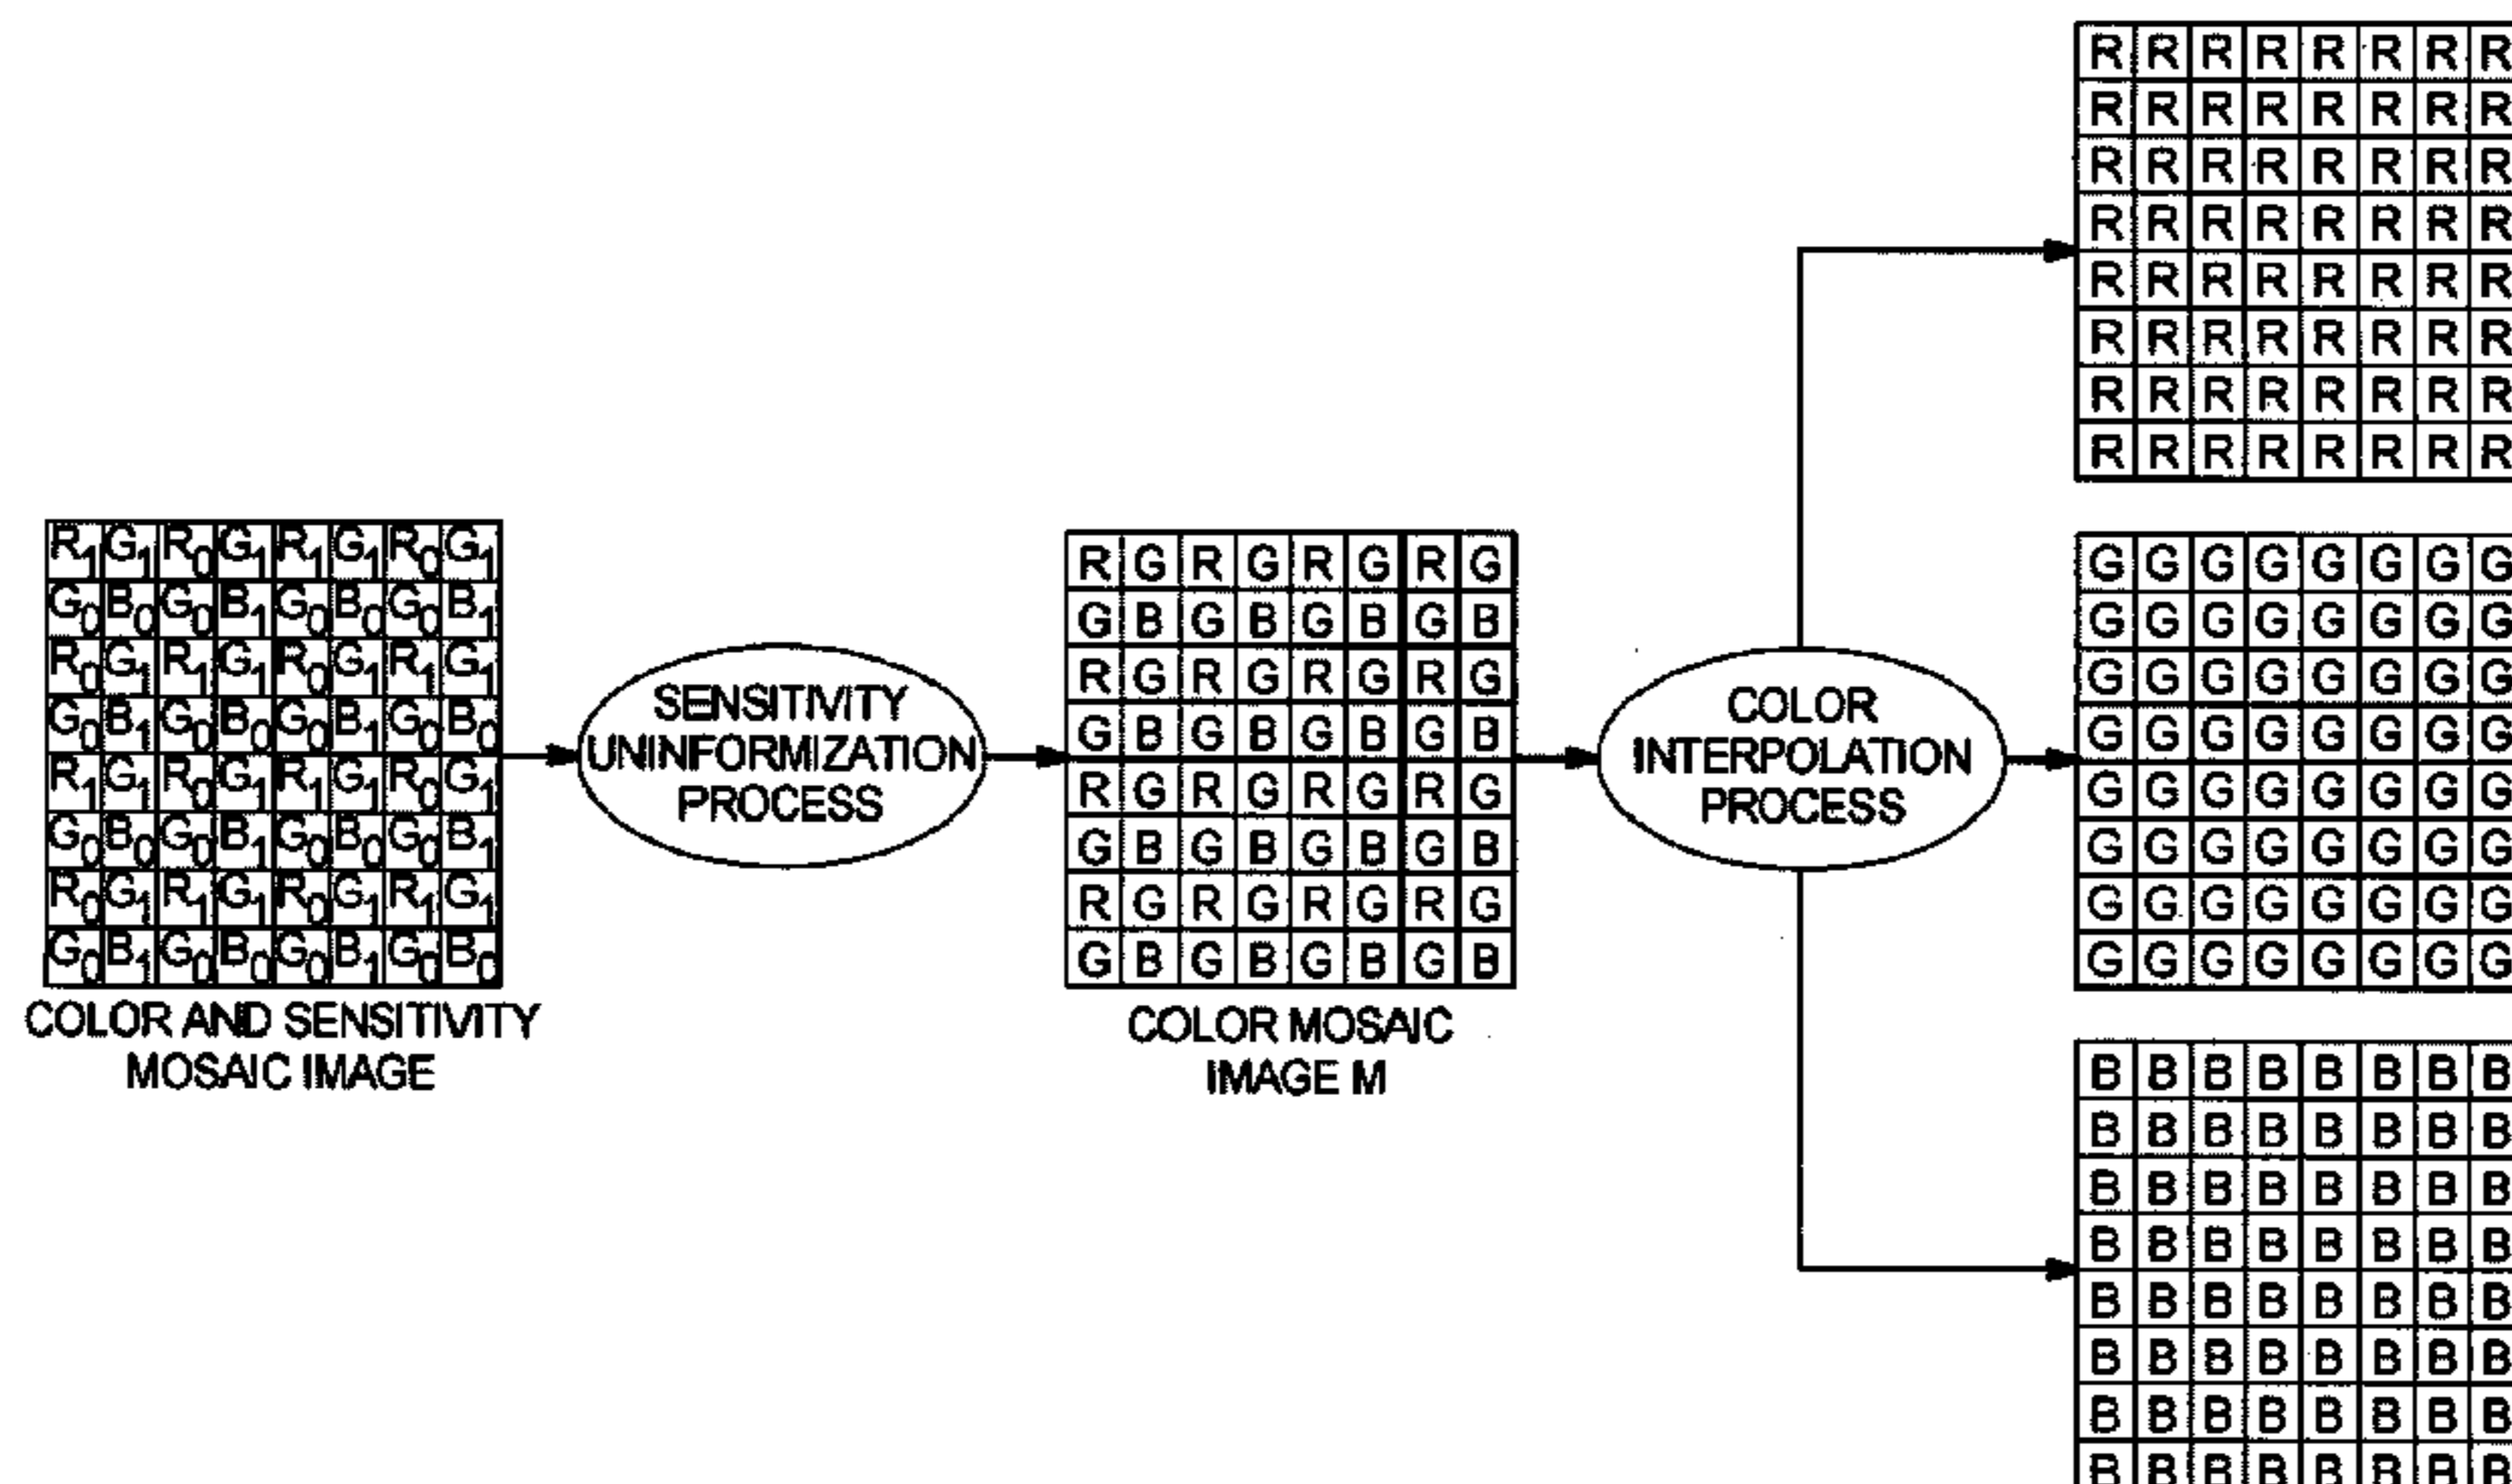 R R R R R R R R
R R R R R R R R
R R R R R R R R
R R R R R R R R
R R R R R R R R
R R R R R R R R
R R R R R R R R
R R R R R R R R
R₁ G₁ R₀ G₁ R₁ G₁ R₀ G₁
G₀ B₀ G₀ B₁ G₀ B₀ G₀ B₁
R₀ G₁ R₁ G₁ R₀ G₁ R₁ G₁
G₀ B₁ G₀ B₀ G₀ B₁ G₀ B₀
R₁ G₁ R₀ G₁ R₁ G₁ R₀ G₁
G₀ B₀ G₀ B₁ G₀ B₀ G₀ B₁
R₀ G₁ R₁ G₁ R₀ G₁ R₁ G₁
G₀ B₁ G₀ B₀ G₀ B₁ G₀ B₀
COLOR AND SENSITIVITY
MOSAIC IMAGE
SENSITIVITY
UNINFORMIZATION
PROCESS
R G R G R G R G
G B G B G B G B
R G R G R G R G
G B G B G B G B
R G R G R G R G
G B G B G B G B
R G R G R G R G
G B G B G B G B
COLOR MOSAIC
IMAGE M
COLOR
INTERPOLATION
PROCESS
G G G G G G G G
G G G G G G G G
G G G G G G G G
G G G G G G G G
G G G G G G G G
G G G G G G G G
G G G G G G G G
G G G G G G G G
B B B B B B B B
B B B B B B B B
B B B B B B B B
B B B B B B B B
B B B B B B B B
B B B B B B B B
B B B B B B B B
B B B B B B B B